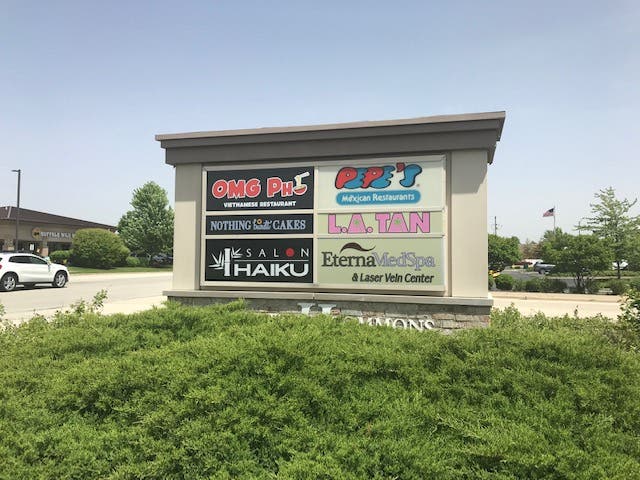 OMG PHO
VIETNAMESE RESTAURANT
PEPE'S
Mexican Restaurants
NOTHING Bundt CAKES
L.A. TAN
SALON
HAIKU
EternaMedSpa
& Laser Vein Center